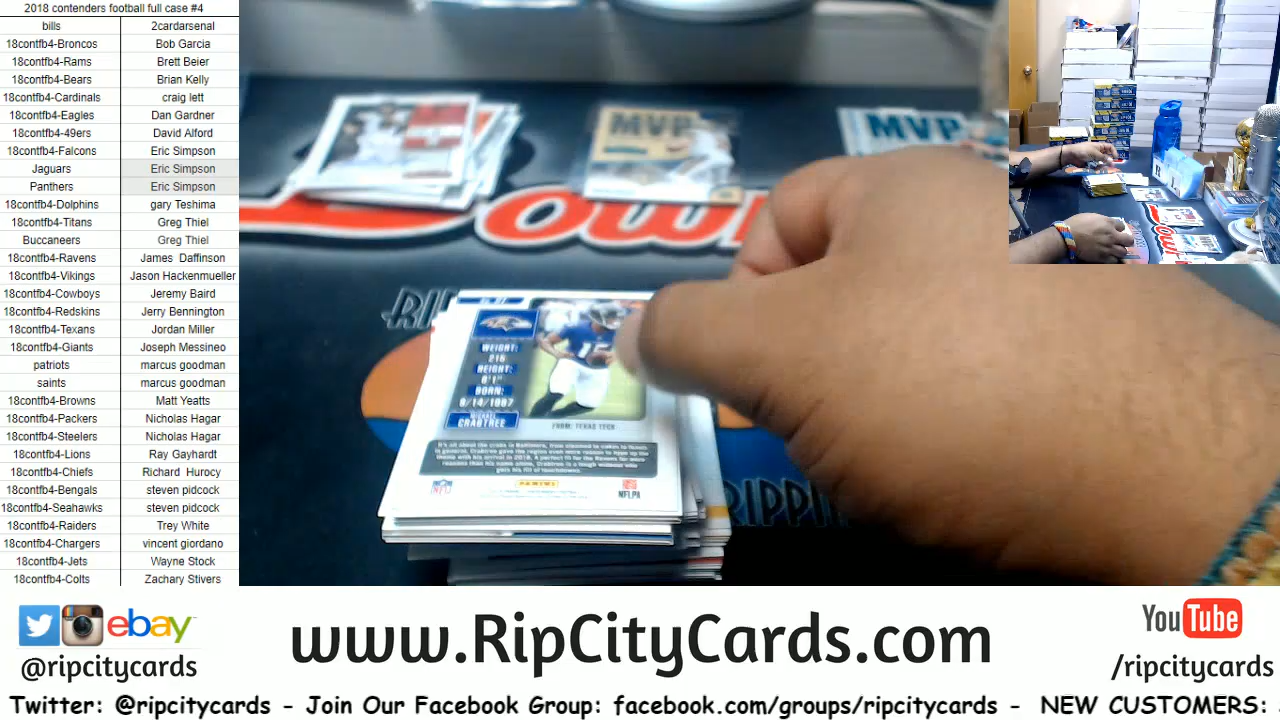 2018 contenders football full case #4
bills 2cardarsenal
18contfb4-Broncos Bob Garcia
18contfb4-Rams Brett Beier
18contfb4-Bears Brian Kelly
18contfb4-Cardinals craig lett
18contfb4-Eagles Dan Gardner
18contfb4-49ers David Alford
18contfb4-Falcons Eric Simpson
Jaguars Eric Simpson
Panthers Eric Simpson
18contfb4-Dolphins gary Teshima
18contfb4-Titans Greg Thiel
Buccaneers Greg Thiel
18contfb4-Ravens James Daffinson
18contfb4-Vikings Jason Hackenmueller
18contfb4-Cowboys Jeremy Baird
18contfb4-Redskins Jerry Bennington
18contfb4-Texans Jordan Miller
18contfb4-Giants Joseph Messineo
patriots marcus goodman
saints marcus goodman
18contfb4-Browns Matt Yeatts
18contfb4-Packers Nicholas Hagar
18contfb4-Steelers Nicholas Hagar
18contfb4-Lions Ray Gayhardt
18contfb4-Chiefs Richard Hurocy
18contfb4-Bengals steven pidcock
18contfb4-Seahawks steven pidcock
18contfb4-Raiders Trey White
18contfb4-Chargers vincent giordano
18contfb4-Jets Wayne Stock
18contfb4-Colts Zachary Stivers
MVP
MVP
WEIGHT:
215
HEIGHT:
6'1"
BORN:
9/14/1987
MICHAEL
CRABTREE
FROM: TEXAS TECH
PANINI
NFLPA
RIPPI
ebay
@ripcitycards
www.RipCityCards.com
YouTube
/ripcitycards
Twitter: @ripcitycards - Join Our Facebook Group: facebook.com/groups/ripcitycards - NEW CUSTOMERS: